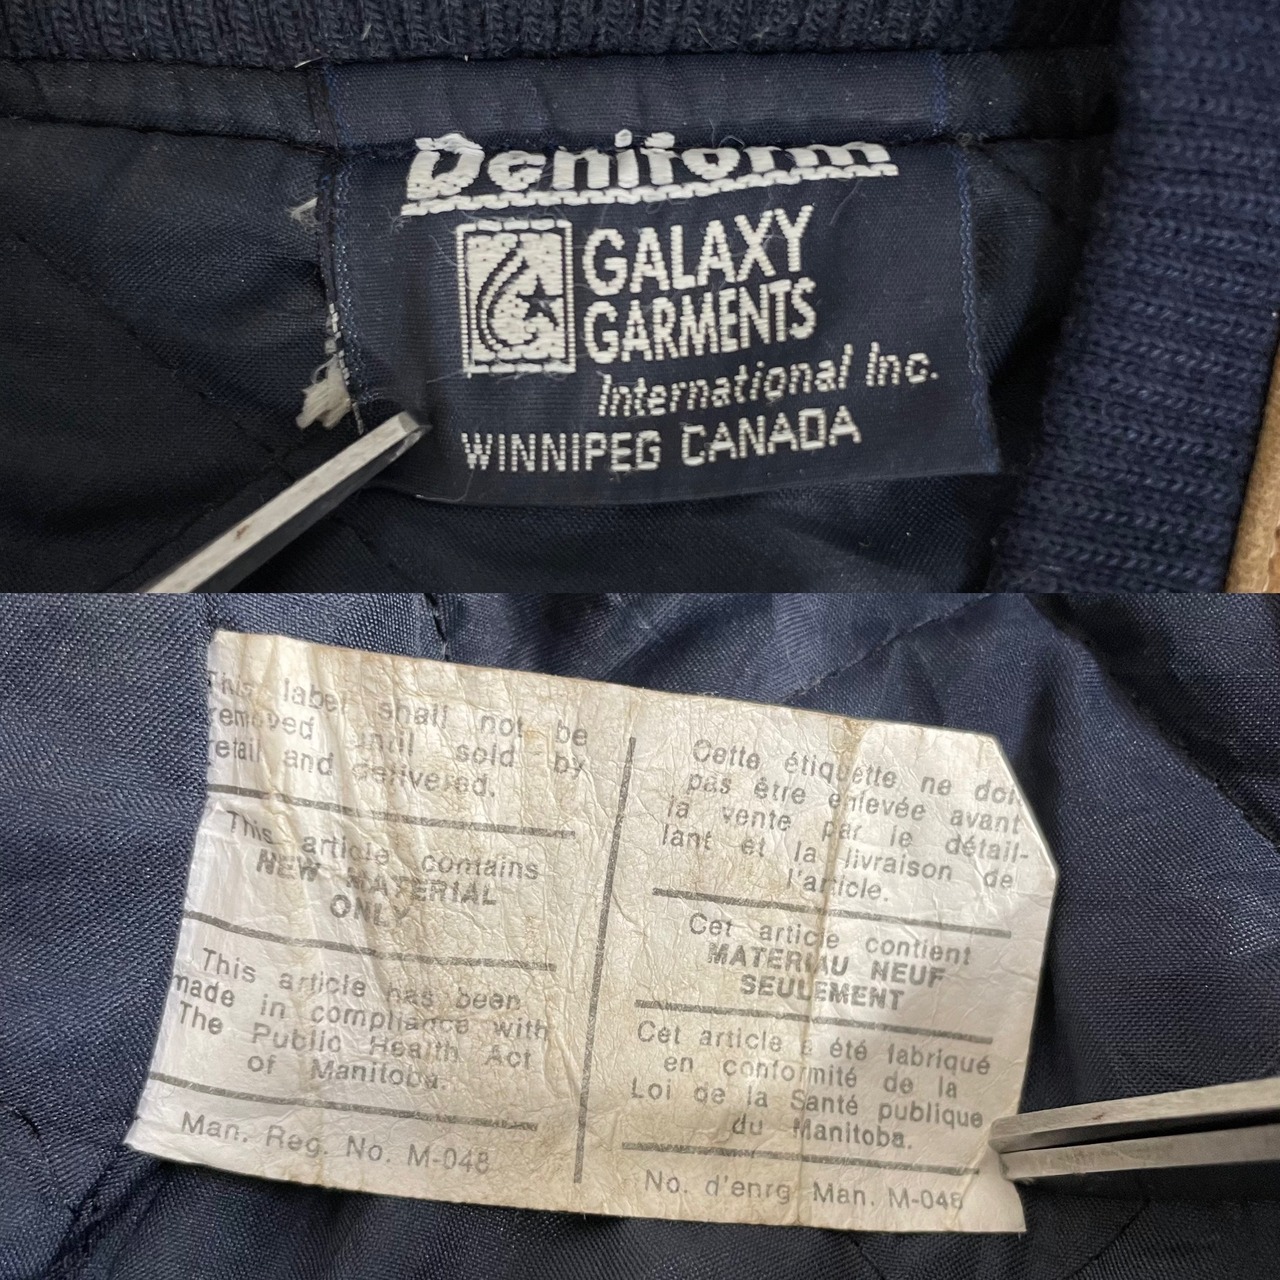 Deniform
GALAXY
GARMENTS
International Inc.
WINNIPEG CANADA
This label shall not be
removed until sold by
retail and delivered.
This article contains
NEW MATERIAL
ONLY
This article has been
made in compliance with
The Public Health Act
of Manitoba.
Man. Reg. No. M-048
Cette étiquette ne doit
pas être enlevée avant
la vente par le détail-
lant et la livraison de
l'article.
Cet article contient
MATERIAU NEUF
SEULEMENT
Cet article a été fabriqué
en conformité de la
Loi de la Santé publique
du Manitoba.
No. d'enrg Man. M-048